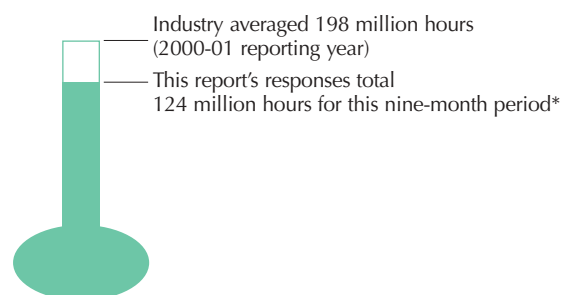 Industry averaged 198 million hours
(2000-01 reporting year)
This report’s responses total
124 million hours for this nine-month period*